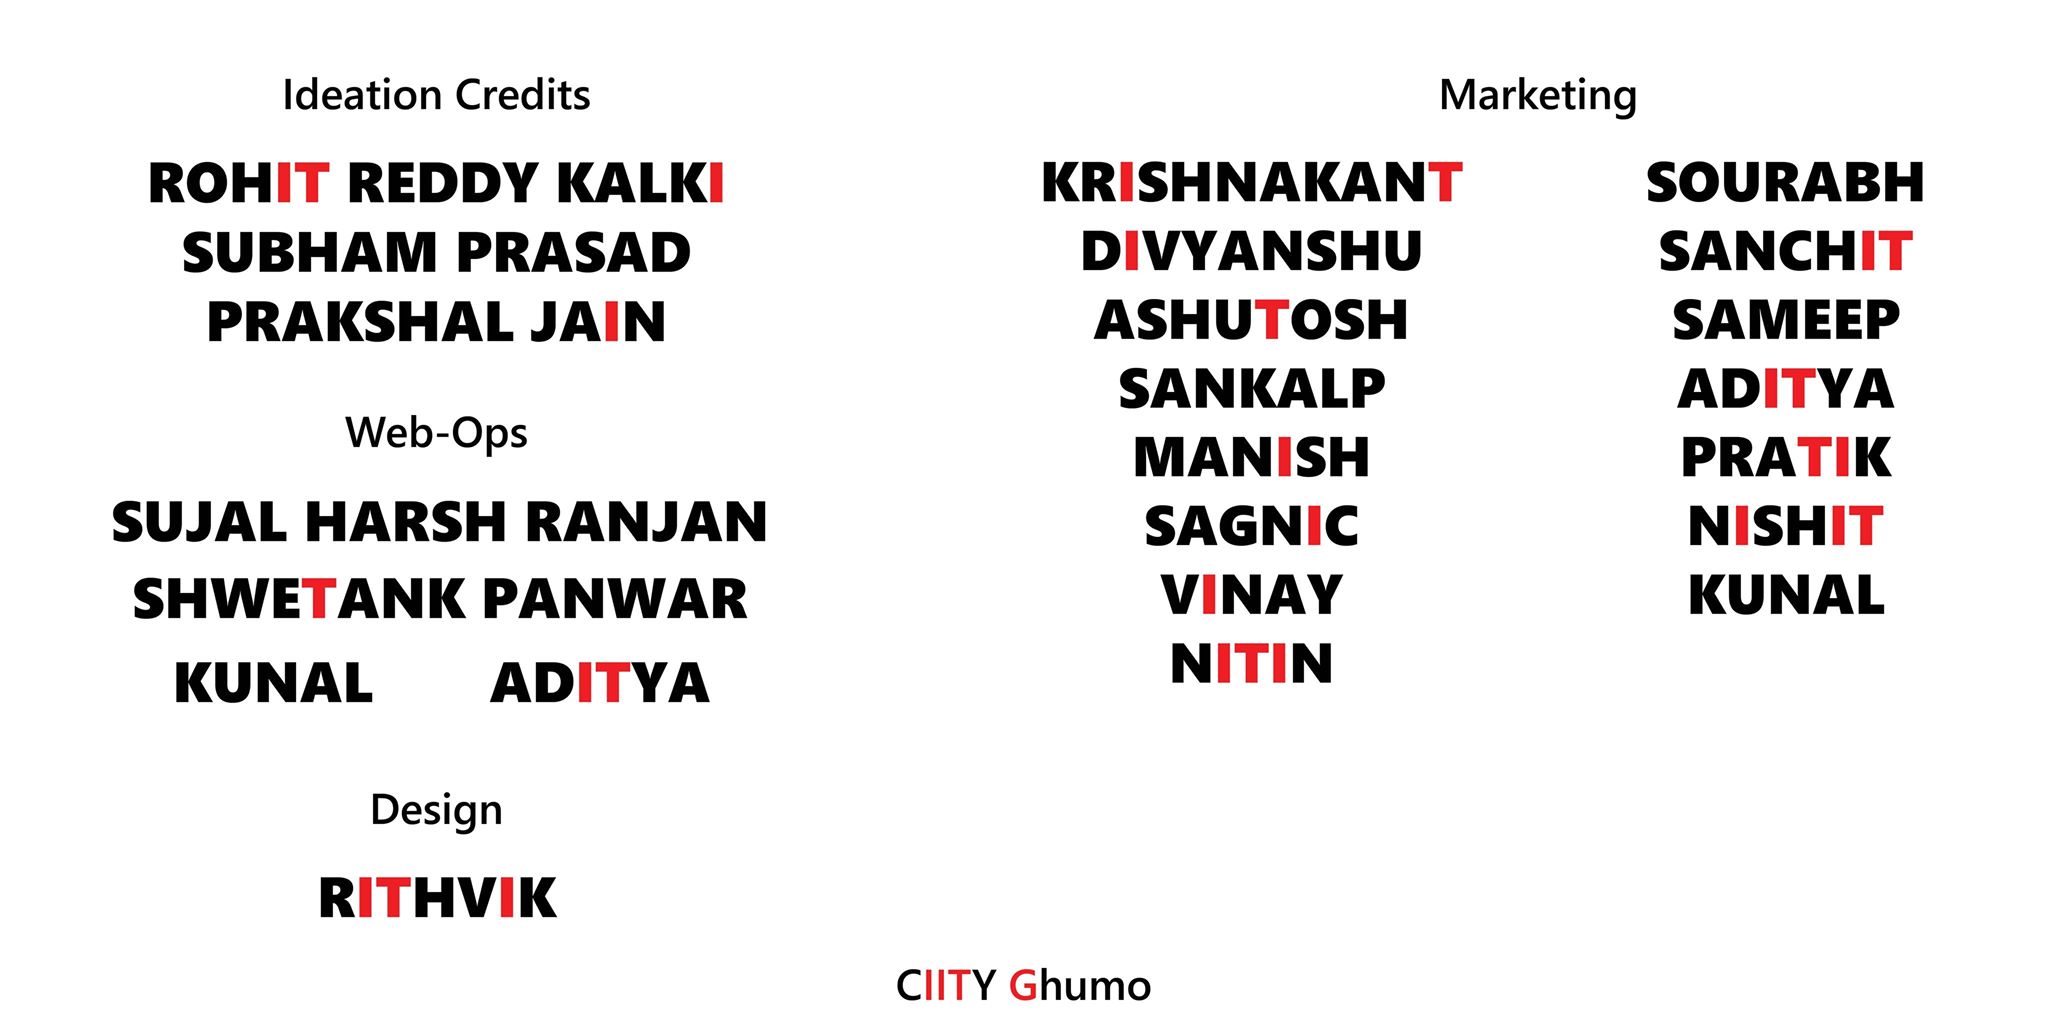 Ideation Credits
ROHIT REDDY KALKI
SUBHAM PRASAD
PRAKSHAL JAIN
Web-Ops
SUJAL HARSH RANJAN
SHWETANK PANWAR
KUNAL ADITYA
Design
RITHVIK
Marketing
KRISHNAKANT
DIVYANSHU
ASHUTOSH
SANKALP
MANISH
SAGNIC
VINAY
NITIN
SOURABH
SANCHIT
SAMEEP
ADITYA
PRATIK
NISHIT
KUNAL
CIITY Ghumo